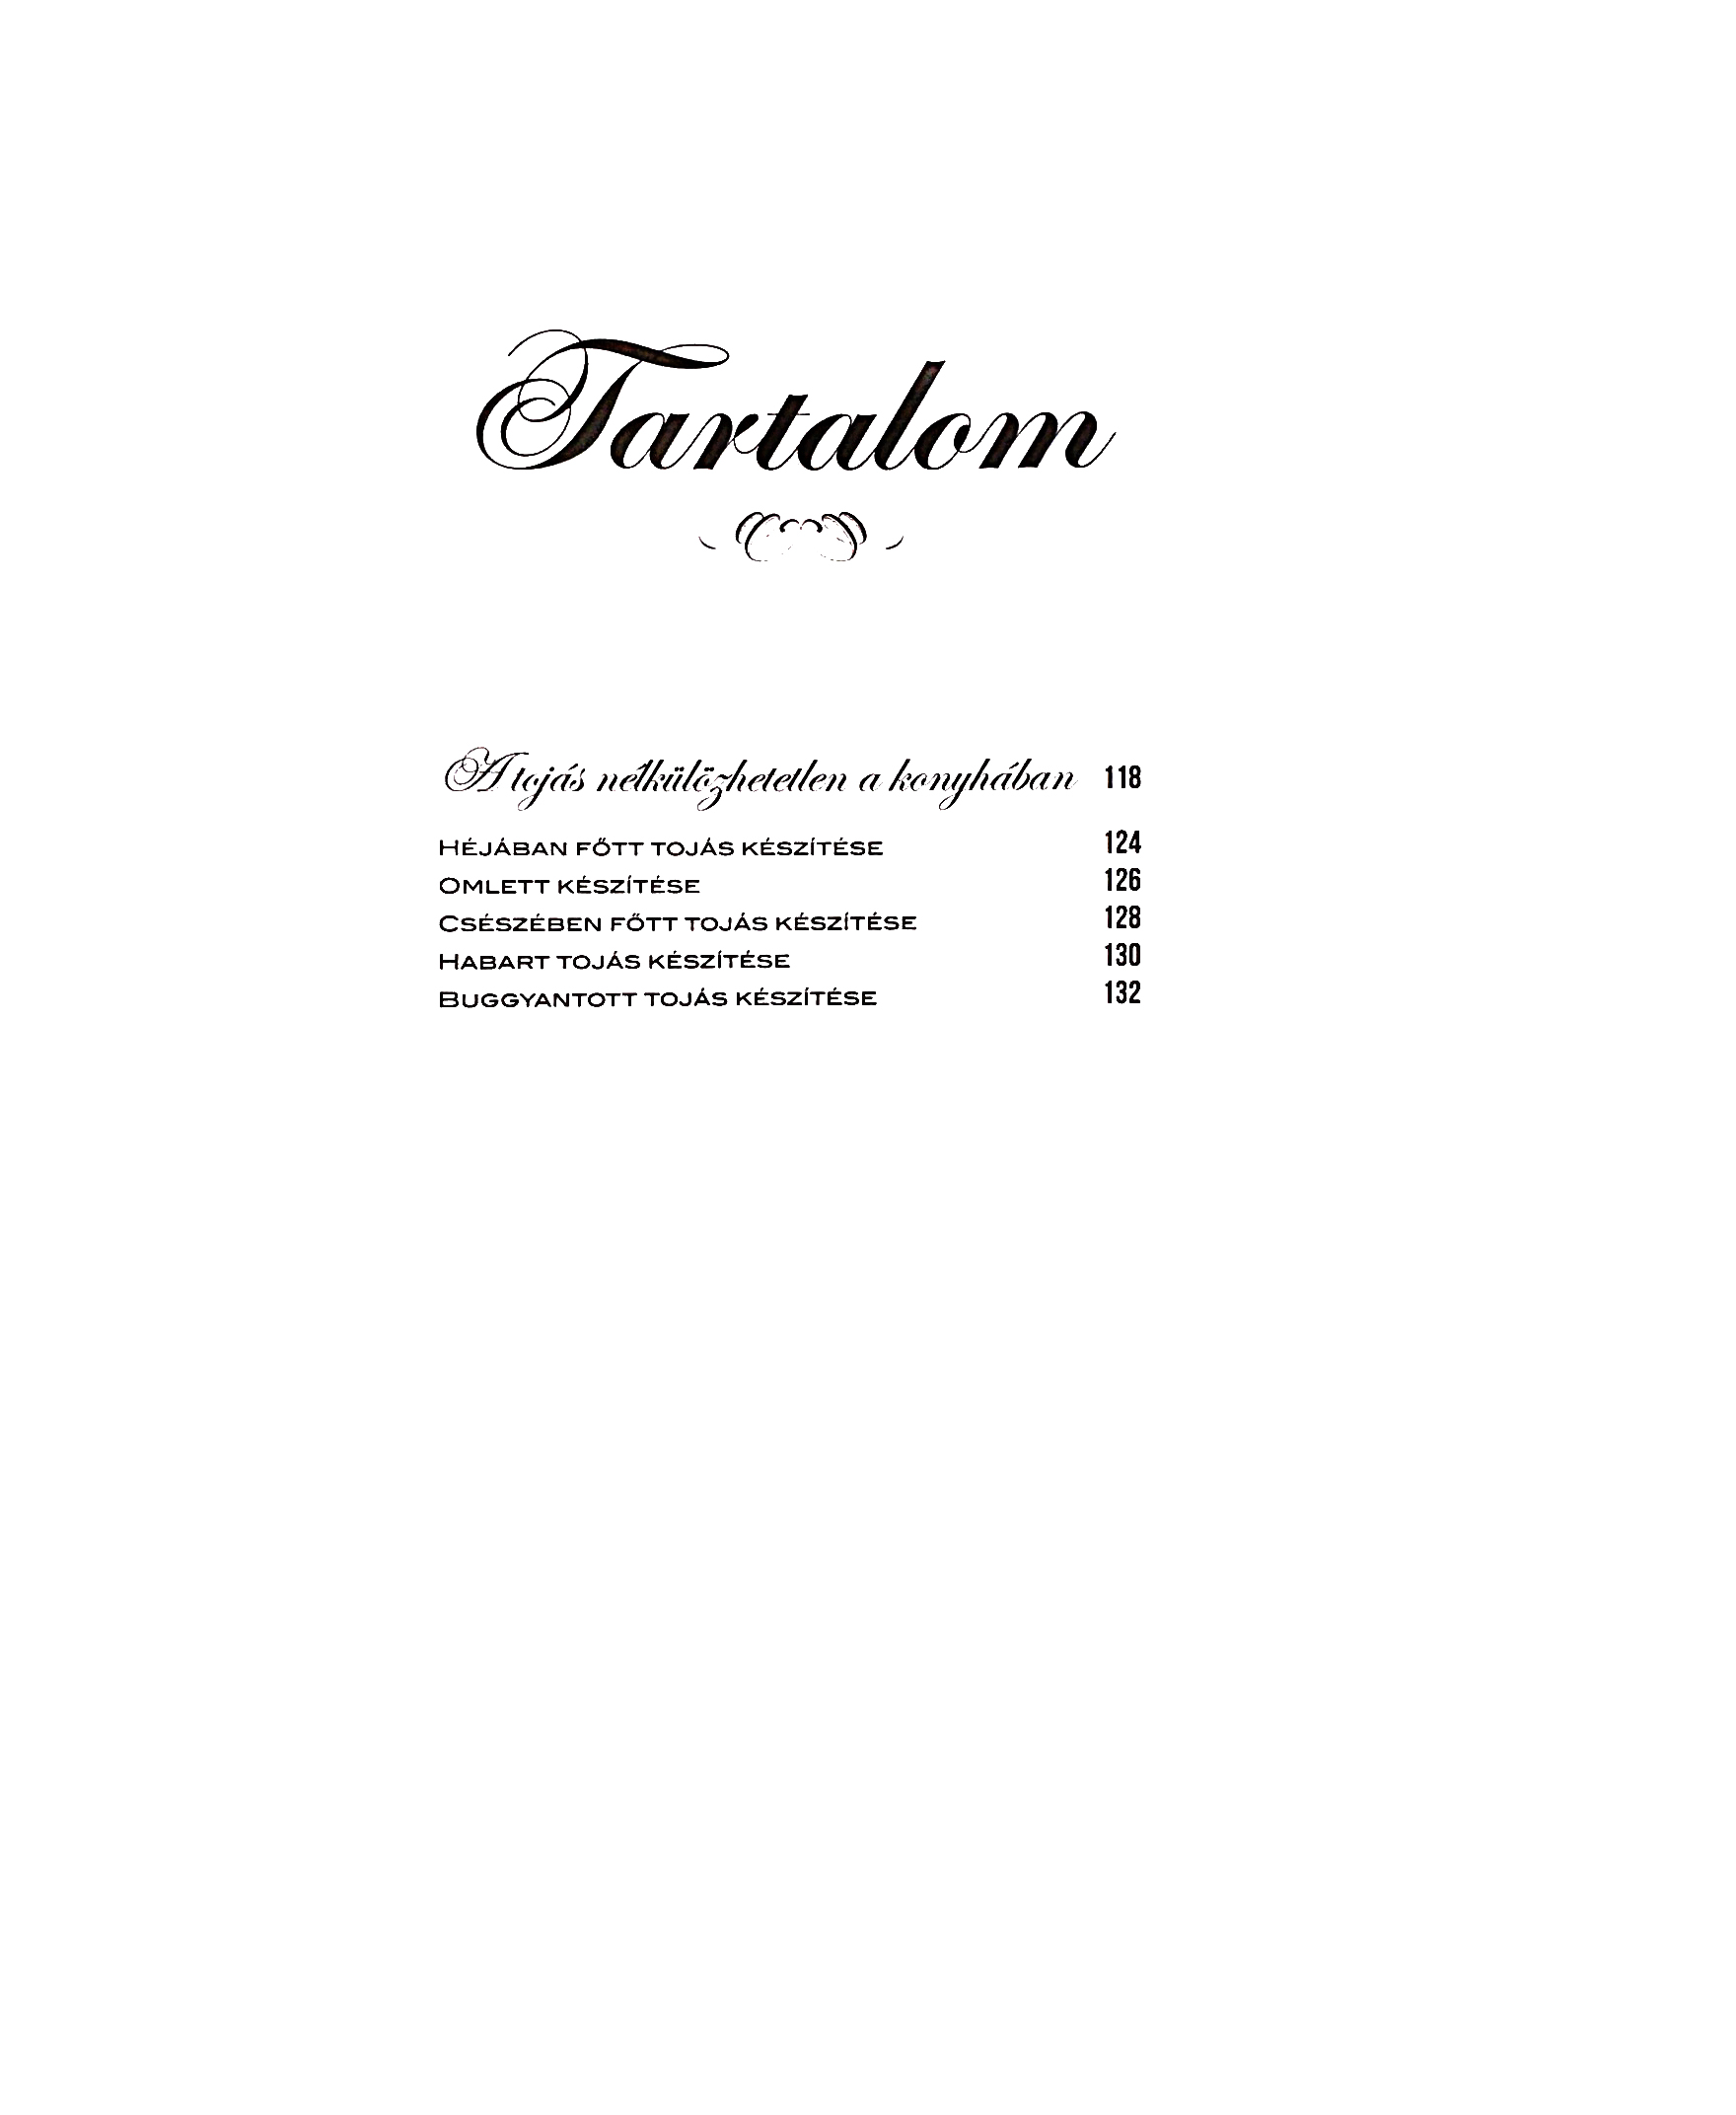 Tartalom
A tojás nélkülözhetetlen a konyhában 118
Héjában főtt tojás készítése 124
Omlett készítése 126
Csészében főtt tojás készítése 128
Habart tojás készítése 130
Buggyantott tojás készítése 132